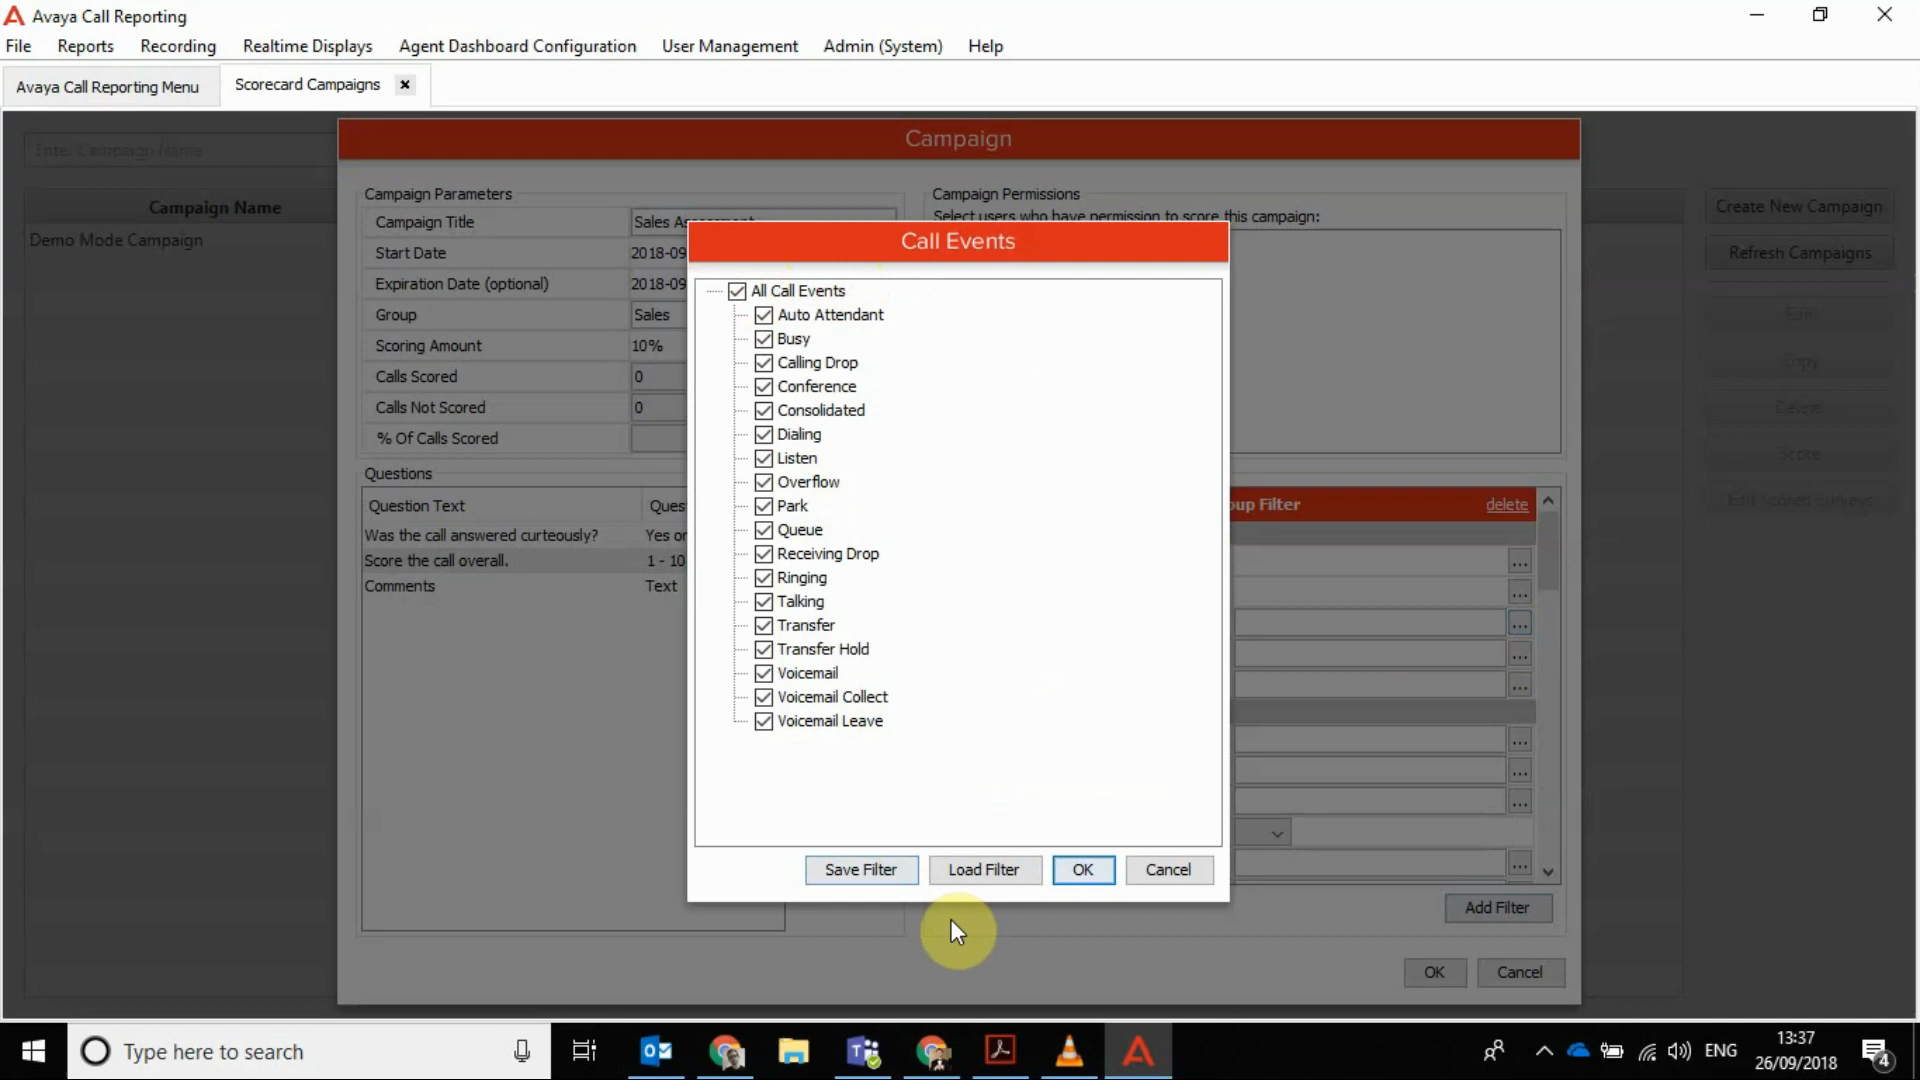 Avaya Call Reporting
File Reports Recording Realtime Displays Agent Dashboard Configuration User Management Admin (System) Help
Avaya Call Reporting Menu Scorecard Campaigns
Enter Campaign Name
Campaign
Campaign Name
Demo Mode Campaign
Campaign Parameters
Campaign Title Sales Assessment
Start Date 2018-09
Expiration Date (optional) 2018-09
Group Sales
Scoring Amount 10%
Calls Scored 0
Calls Not Scored 0
% Of Calls Scored
Campaign Permissions
Select users who have permission to score this campaign:
Create New Campaign
Refresh Campaigns
Edit
Copy
Delete
Score
Edit Scored Surveys
Call Events
All Call Events
Auto Attendant
Busy
Calling Drop
Conference
Consolidated
Dialing
Listen
Overflow
Park
Queue
Receiving Drop
Ringing
Talking
Transfer
Transfer Hold
Voicemail
Voicemail Collect
Voicemail Leave
Save Filter Load Filter OK Cancel
Questions
Question Text Ques
Was the call answered curteously? Yes or
Score the call overall. 1 - 10
Comments Text
up Filter delete
...
...
...
...
...
...
...
...
...
Add Filter
OK Cancel
Type here to search
ENG
13:37
26/09/2018
4